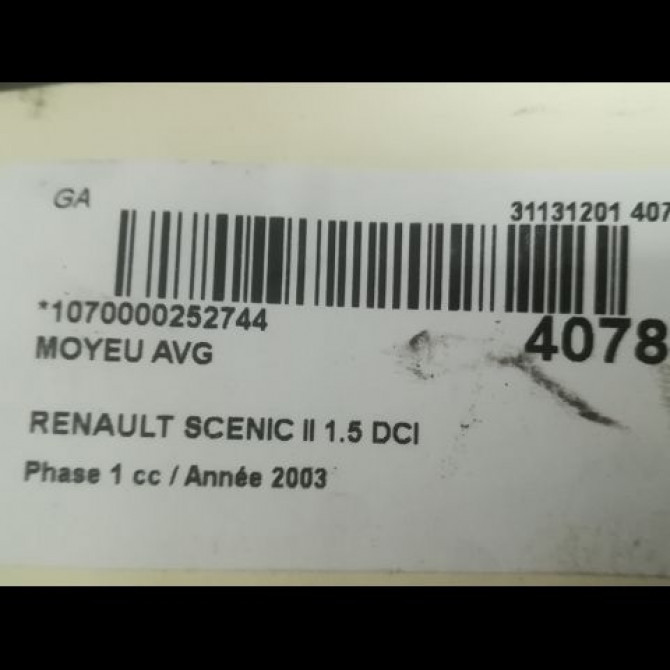 GA
31131201 407
*1070000252744
4078
MOYEU AVG
RENAULT SCENIC II 1.5 DCI
Phase 1 cc / Année 2003